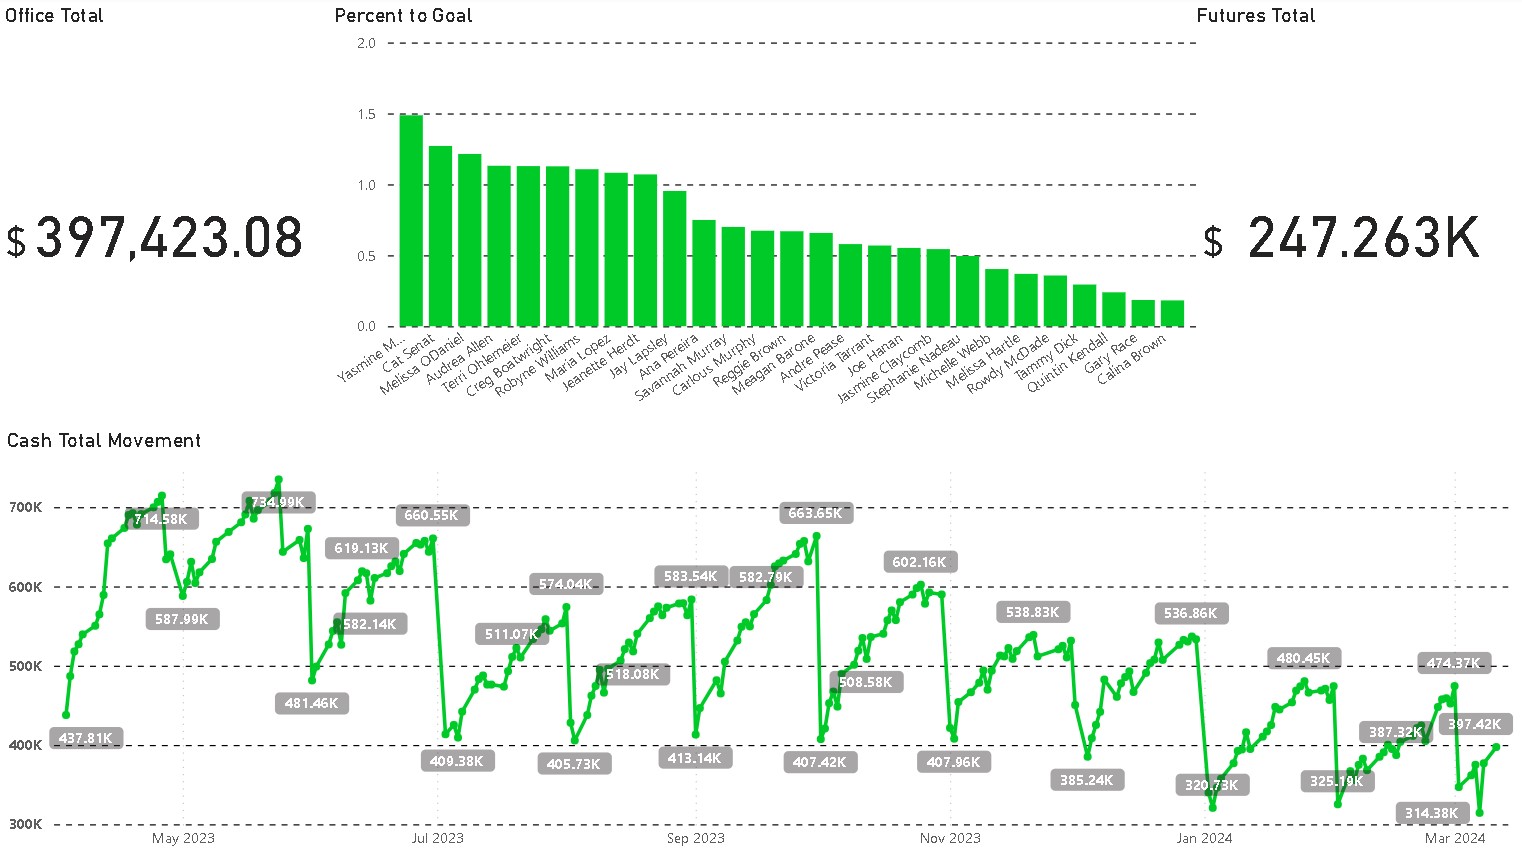 Office Total
Percent to Goal
Futures Total
2.0
1.5
1.0
0.5
0.0
$ 397,423.08
$ 247.263K
Yasmine M...
Cat Senat
Melissa ODaniel
Audrea Allen
Terri Ohlemeier
Creg Boatwright
Robyne Williams
Maria Lopez
Jeanette Herdt
Jay Lapsley
Ana Pereira
Savannah Murray
Carlous Murphy
Reggie Brown
Meagan Barone
Andre Pease
Victoria Tarrant
Joe Hanan
Jasmine Claycomb
Stephanie Nadeau
Michelle Webb
Melissa Hartle
Rowdy McDade
Tammy Dick
Quintin Kendall
Gary Race
Calina Brown
Cash Total Movement
700K
600K
500K
400K
300K
437.81K
714.58K
587.99K
734.99K
481.46K
619.13K
582.14K
660.55K
409.38K
511.07K
574.04K
405.73K
518.08K
583.54K
413.14K
582.79K
663.65K
407.42K
508.58K
602.16K
407.96K
538.83K
385.24K
536.86K
320.73K
480.45K
325.19K
387.32K
474.37K
314.38K
397.42K
May 2023
Jul 2023
Sep 2023
Nov 2023
Jan 2024
Mar 2024